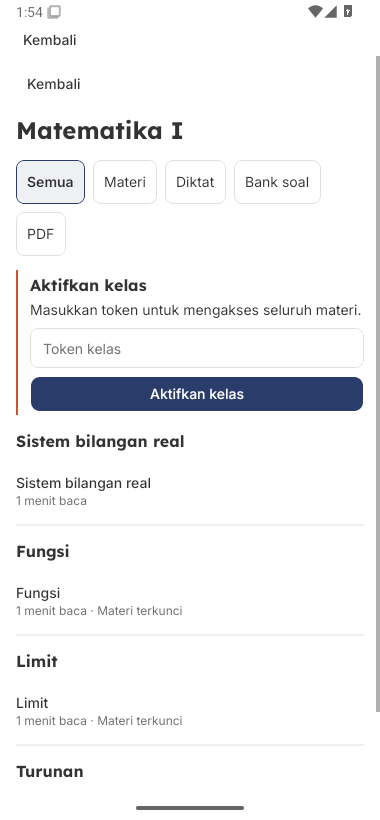 1:54
Kembali
Kembali
Matematika I
Semua
Materi
Diktat
Bank soal
PDF
Aktifkan kelas
Masukkan token untuk mengakses seluruh materi.
Token kelas
Aktifkan kelas
Sistem bilangan real
Sistem bilangan real
1 menit baca
Fungsi
Fungsi
1 menit baca · Materi terkunci
Limit
Limit
1 menit baca · Materi terkunci
Turunan